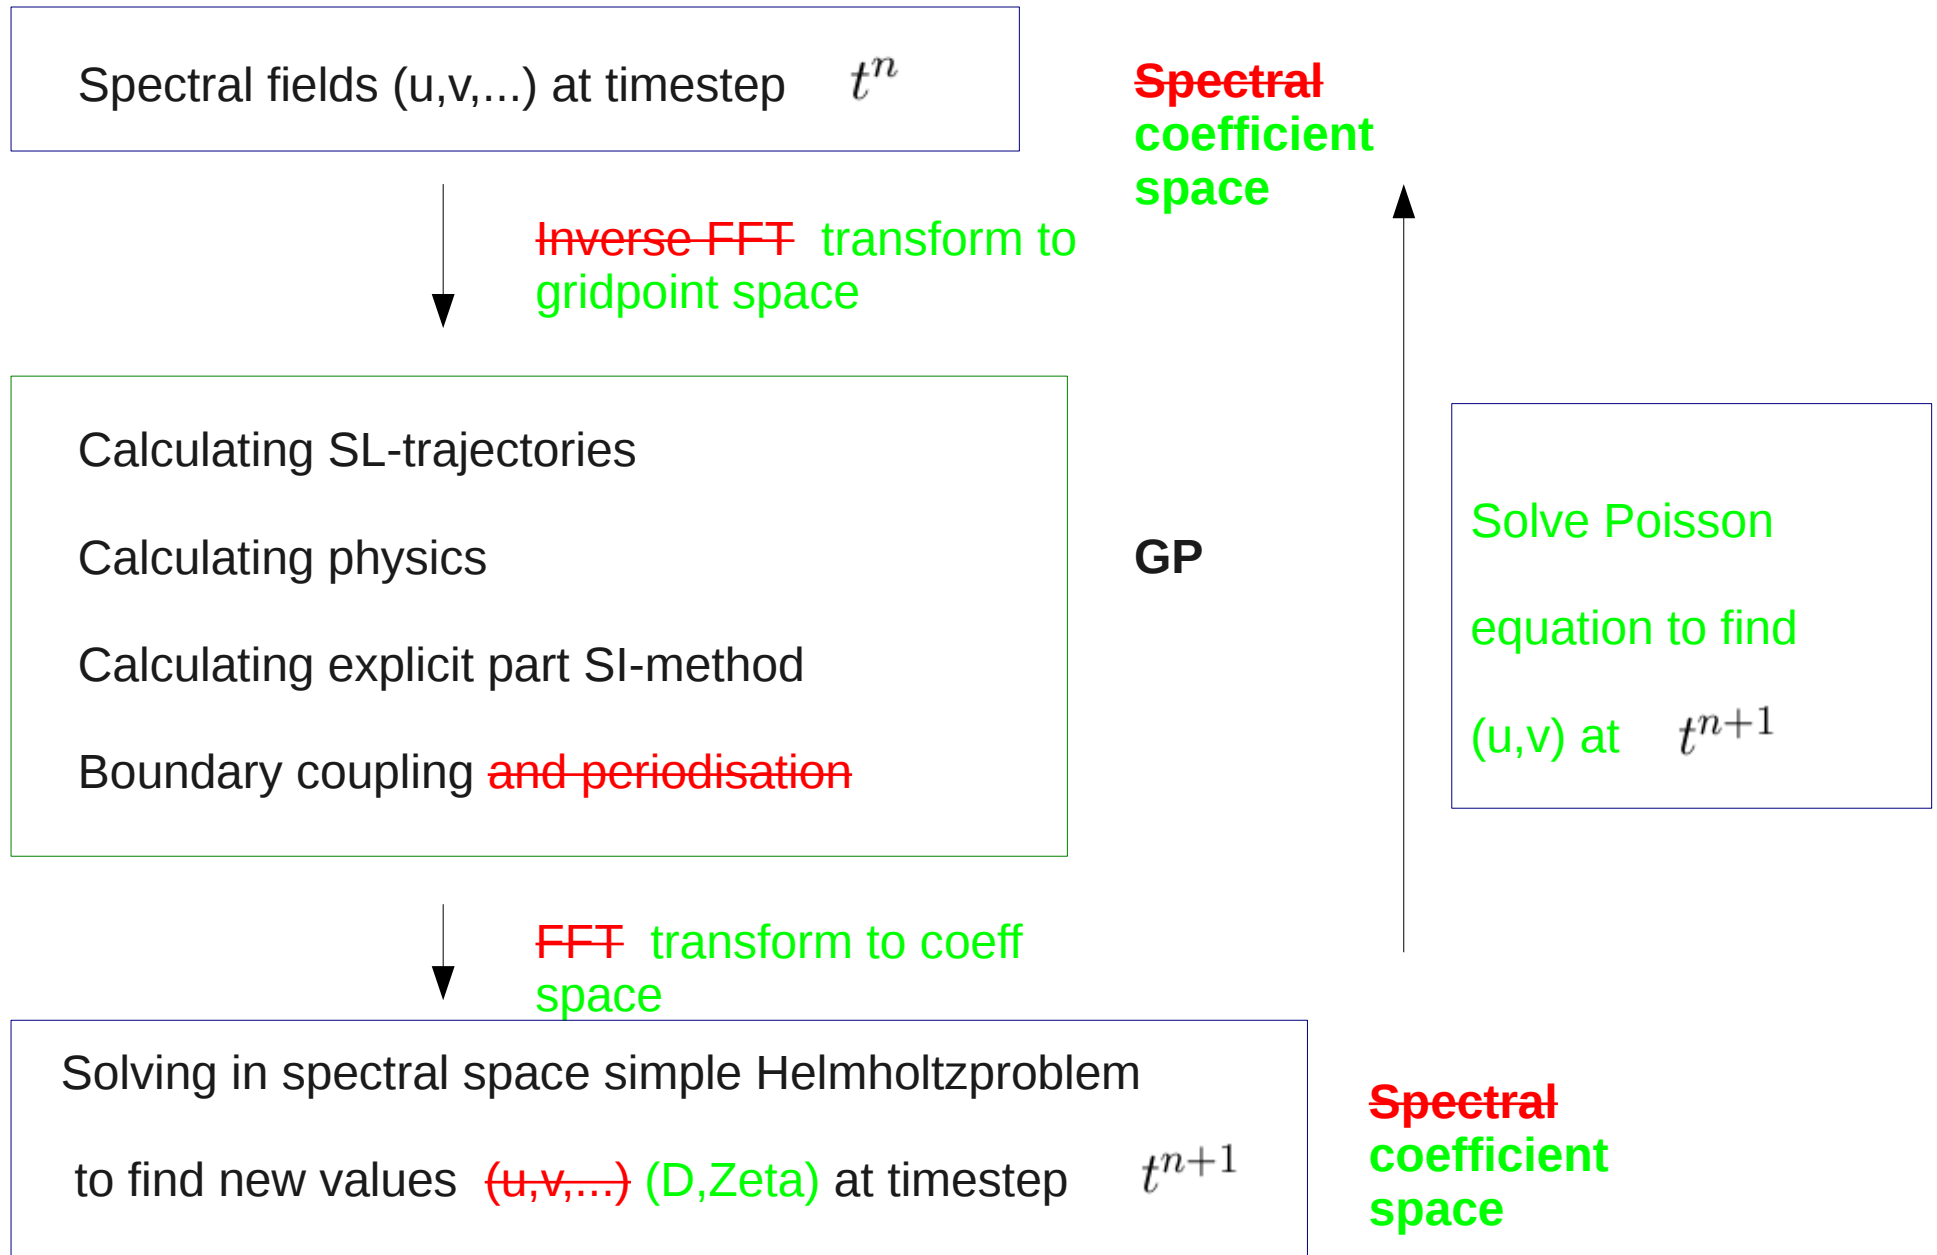 Spectral fields (u,v,...) at timestep t^n
Spectral
coefficient
space
Inverse FFT transform to
gridpoint space
Calculating SL-trajectories
Calculating physics
Calculating explicit part SI-method
Boundary coupling and periodisation
GP
Solve Poisson
equation to find
(u,v) at t^{n+1}
FFT transform to coeff
space
Solving in spectral space simple Helmholtzproblem
to find new values (u,v,...) (D,Zeta) at timestep t^{n+1}
Spectral
coefficient
space